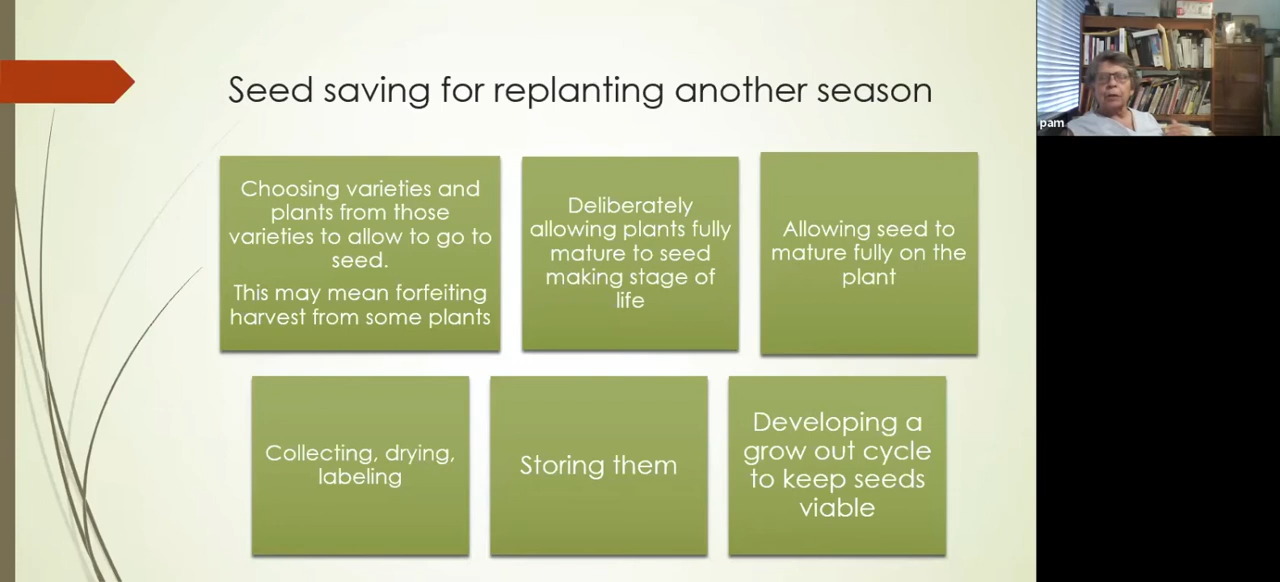 Seed saving for replanting another season
Choosing varieties and
plants from those
varieties to allow to go to
seed.
This may mean forfeiting
harvest from some plants
Deliberately
allowing plants fully
mature to seed
making stage of
life
Allowing seed to
mature fully on the
plant
Collecting, drying,
labeling
Storing them
Developing a
grow out cycle
to keep seeds
viable
pam